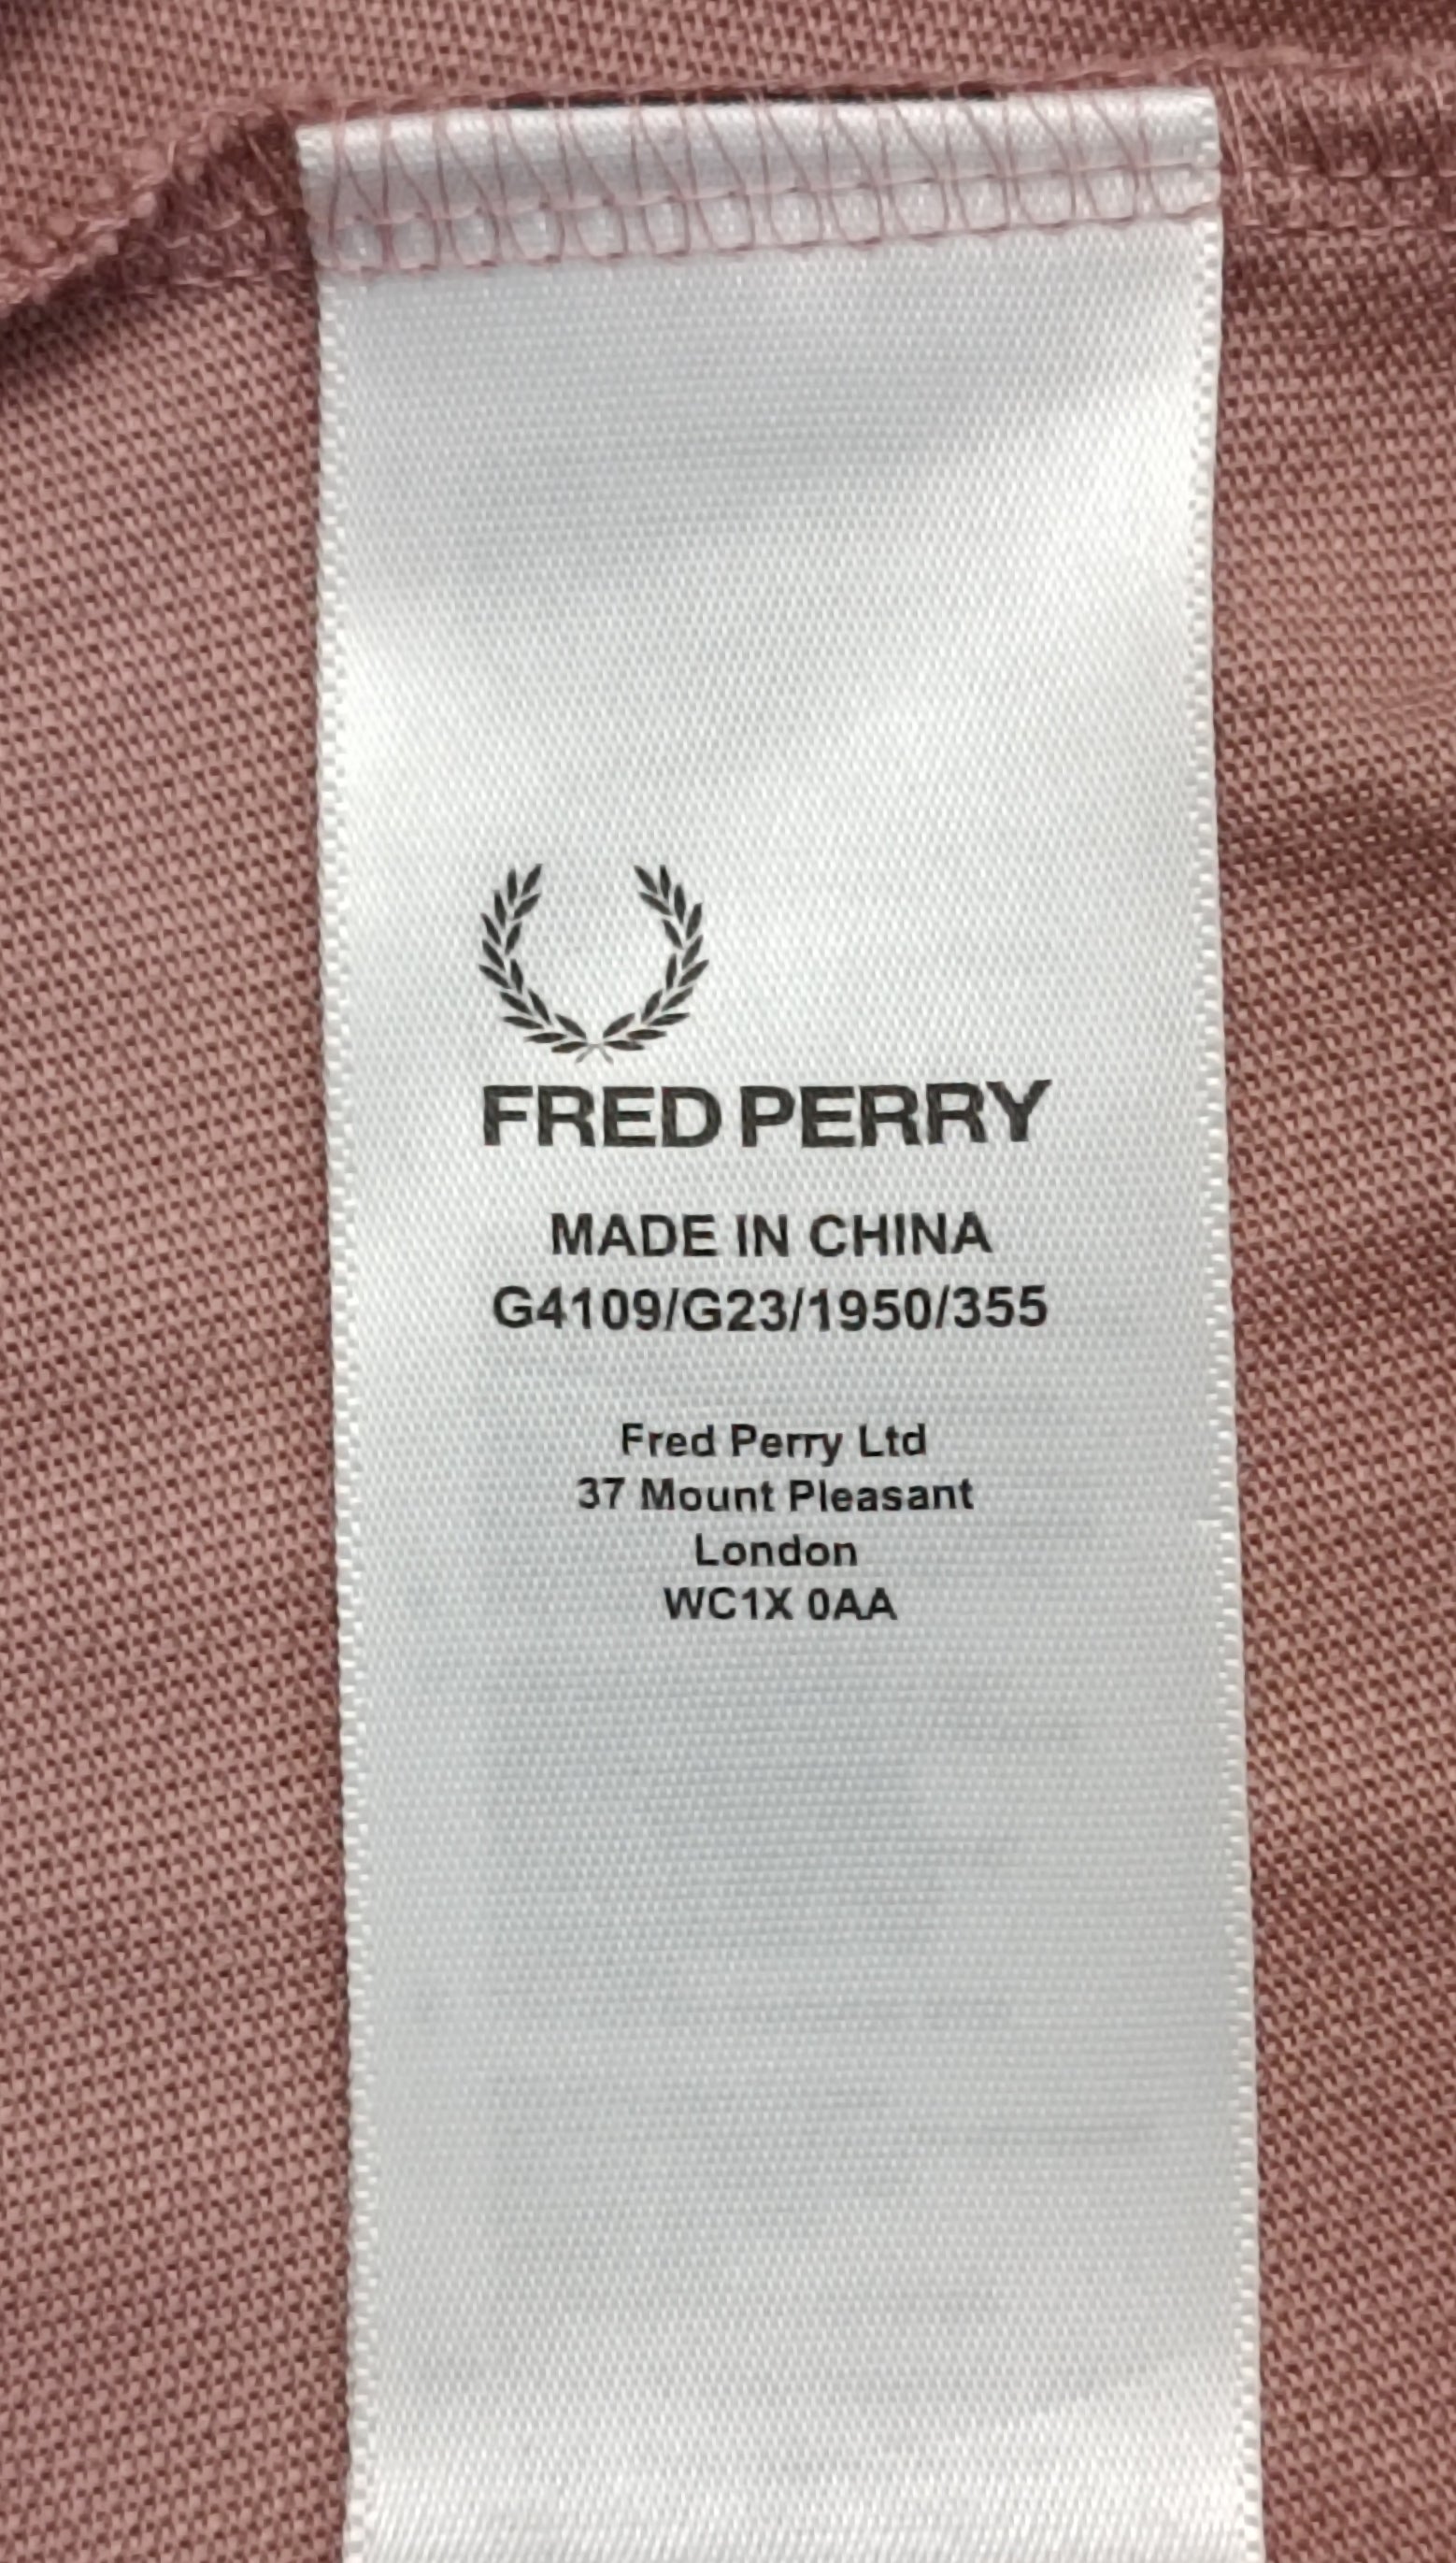 FRED PERRY
MADE IN CHINA
G4109/G23/1950/355
Fred Perry Ltd
37 Mount Pleasant
London
WC1X 0AA